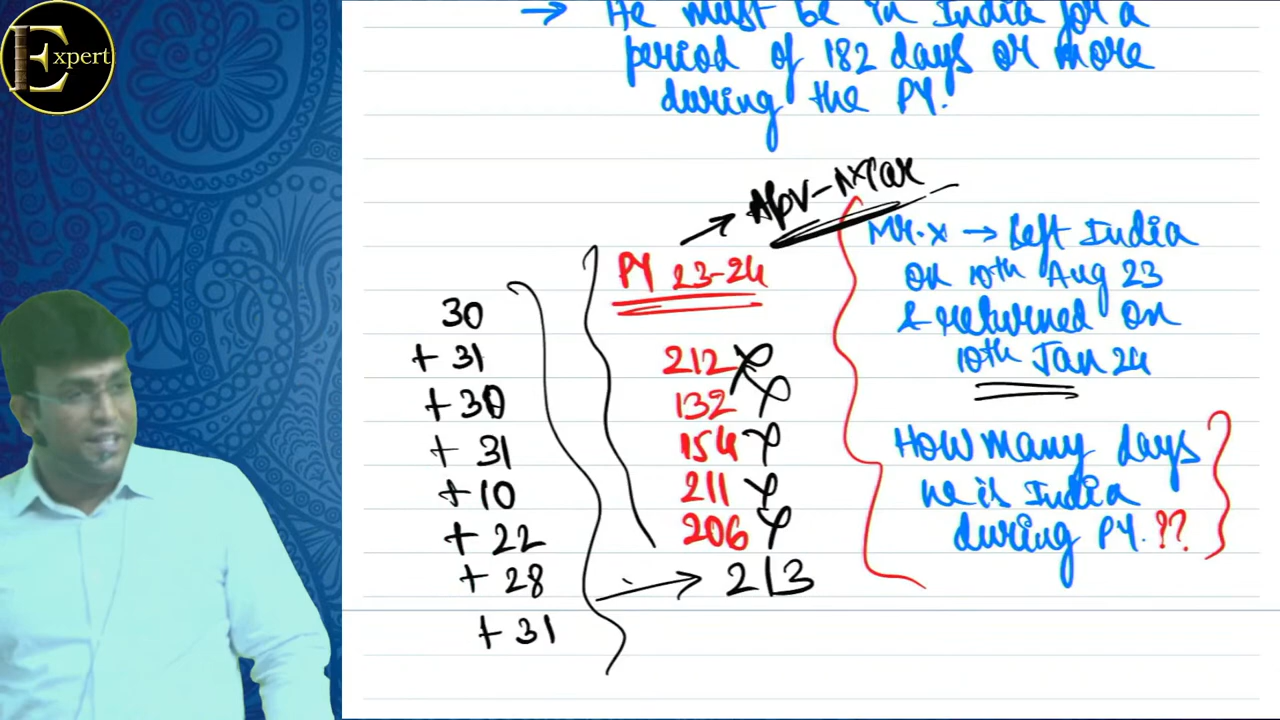 Expert
→ He must be in India for a
period of 182 days or more
during the PY.
→ Apr-Mar
PY 23-24
30
+ 31
+ 30
+ 31
+ 10
+ 22
+ 28
+ 31
212
132
154
211
206
→ 213
Mr. X → Left India
on 10th Aug 23
& returned on
10th Jan 24
How many days
he is India
during PY. ??